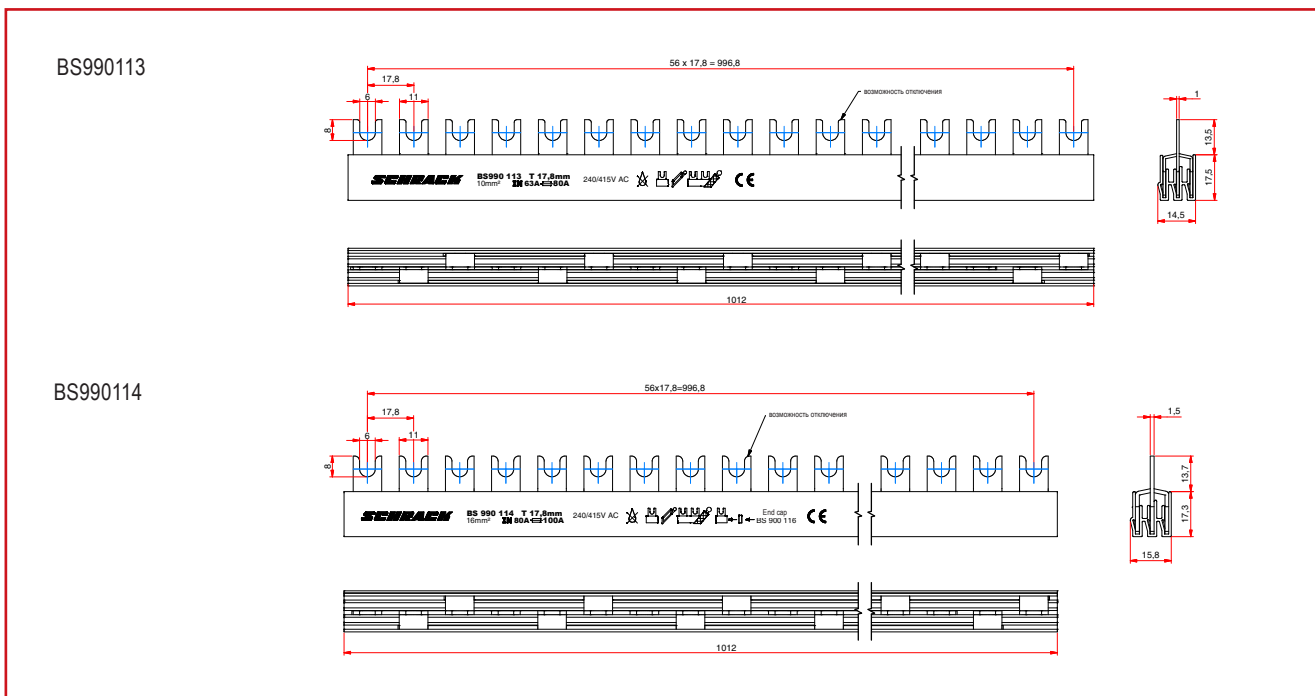 BS990113
56 x 17,8 = 996,8
17,8
возможность отключения
6
11
8
1
13,5
17,5
14,5
SCHRACK
BS990 113 T 17,8mm
10mm² IN 63A 80A
240/415V AC
CE
1012
BS990114
56x17,8=996,8
17,8
возможность отключения
6
11
8
1,5
13,7
17,3
15,8
SCHRACK
BS 990 114 T 17,8mm
16mm² IN 80A 100A
240/415V AC
End cap
BS 900 116
CE
1012